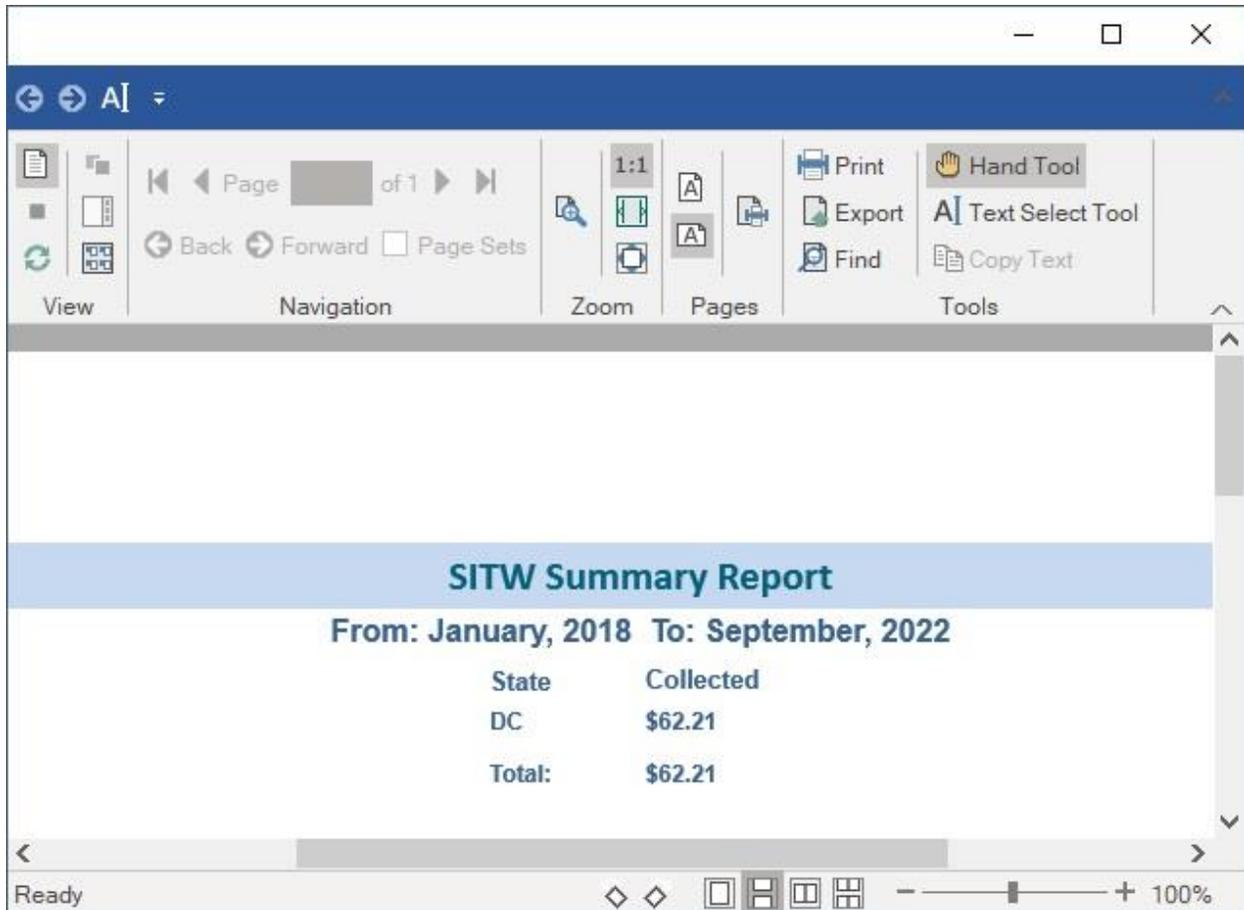 Page of 1
Back Forward Page Sets
1:1
Print
Export
Find
Hand Tool
Text Select Tool
Copy Text
View Navigation Zoom Pages Tools
SITW Summary Report
From: January, 2018 To: September, 2022
State Collected
DC $62.21
Total: $62.21
Ready 100%